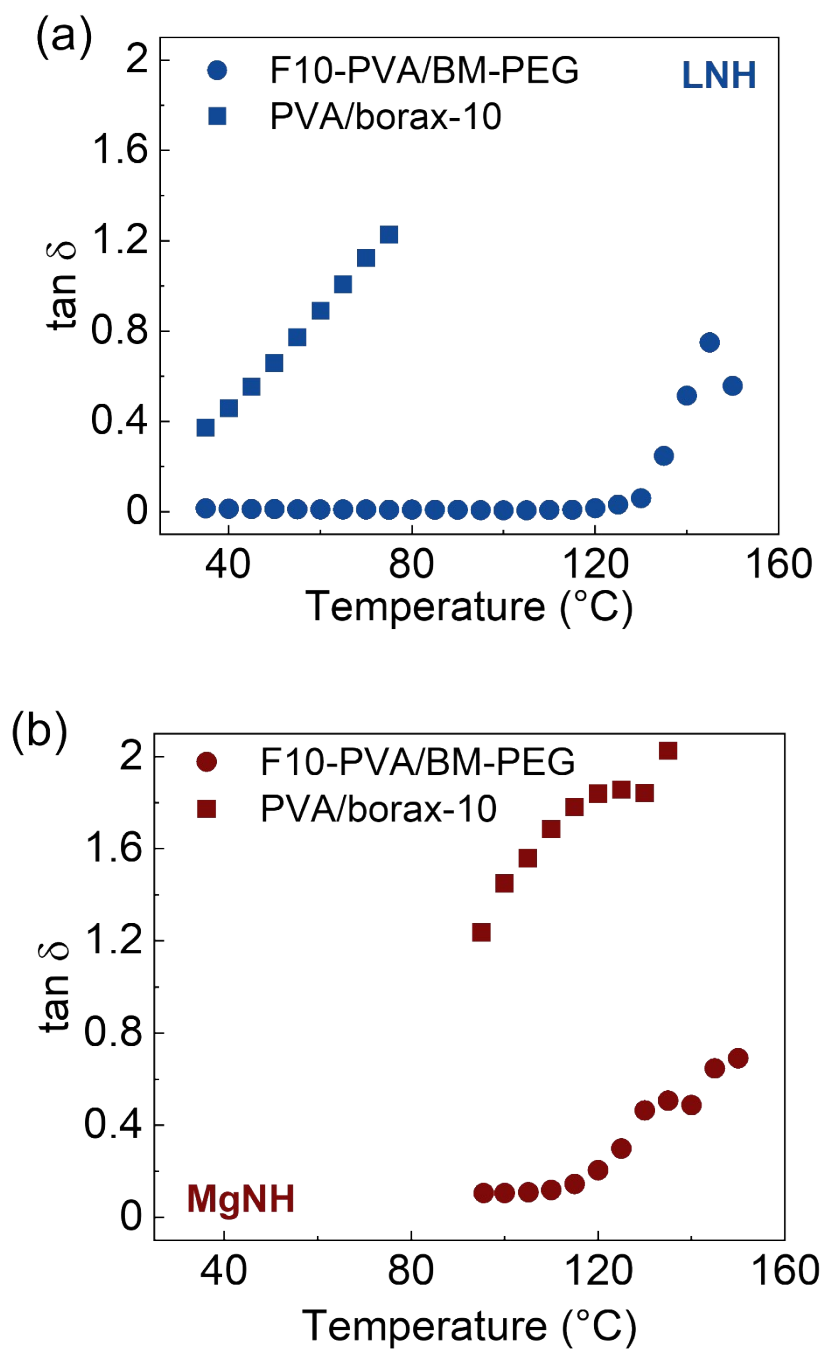 (a)
F10-PVA/BM-PEG
PVA/borax-10
LNH
2
1.6
1.2
0.8
0.4
0
tan δ
40 80 120 160
Temperature (°C)
(b)
F10-PVA/BM-PEG
PVA/borax-10
2
1.6
1.2
0.8
0.4
0
tan δ
MgNH
40 80 120 160
Temperature (°C)